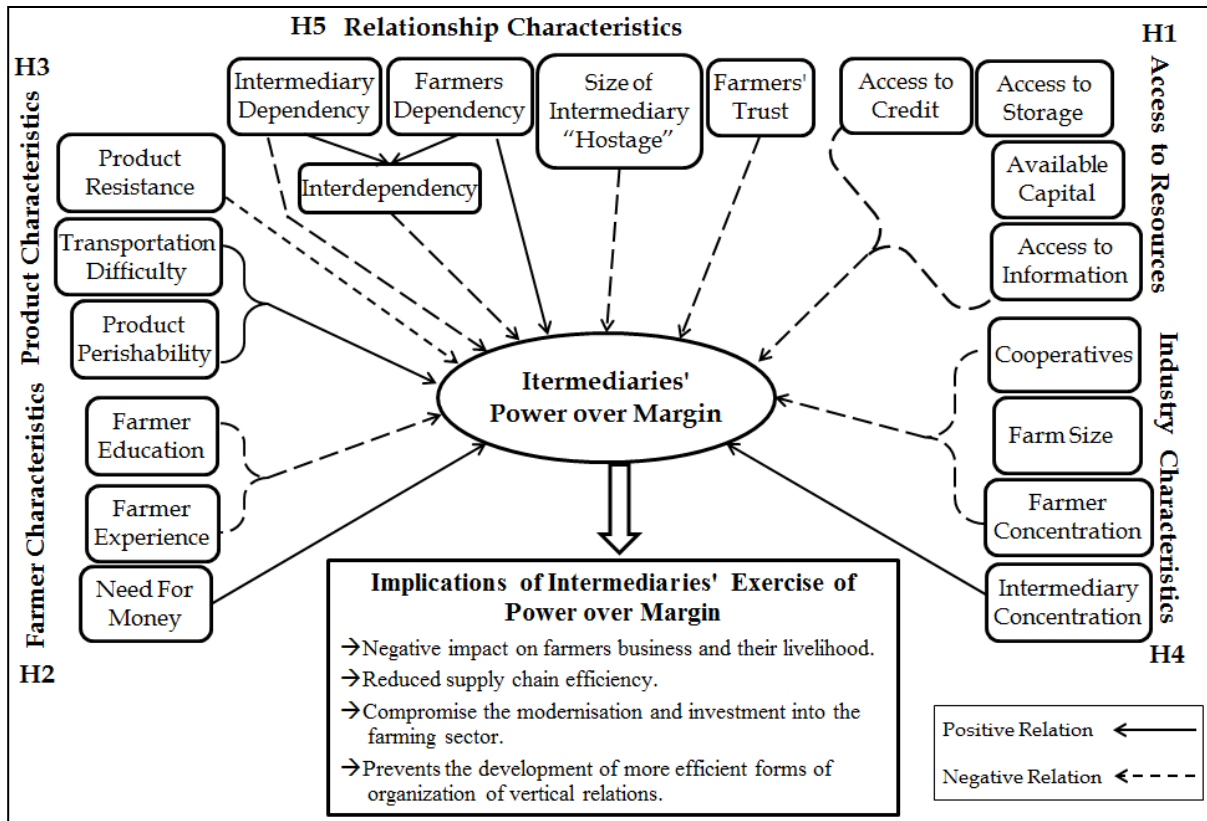 H5 Relationship Characteristics
H1
H3
Access to Resources
Product Characteristics
Intermediary
Dependency
Farmers
Dependency
Size of
Intermediary
“Hostage”
Farmers'
Trust
Access to
Credit
Access to
Storage
Interdependency
Product
Resistance
Available
Capital
Transportation
Difficulty
Access to
Information
Product
Perishability
Industry Characteristics
Cooperatives
Farmer Characteristics
Itermediaries'
Power over Margin
Farmer
Education
Farm Size
Farmer
Experience
Farmer
Concentration
Need For
Money
Intermediary
Concentration
H2
H4
Implications of Intermediaries' Exercise of
Power over Margin
→Negative impact on farmers business and their livelihood.
→Reduced supply chain efficiency.
→Compromise the modernisation and investment into the
farming sector.
→Prevents the development of more efficient forms of
organization of vertical relations.
Positive Relation
Negative Relation